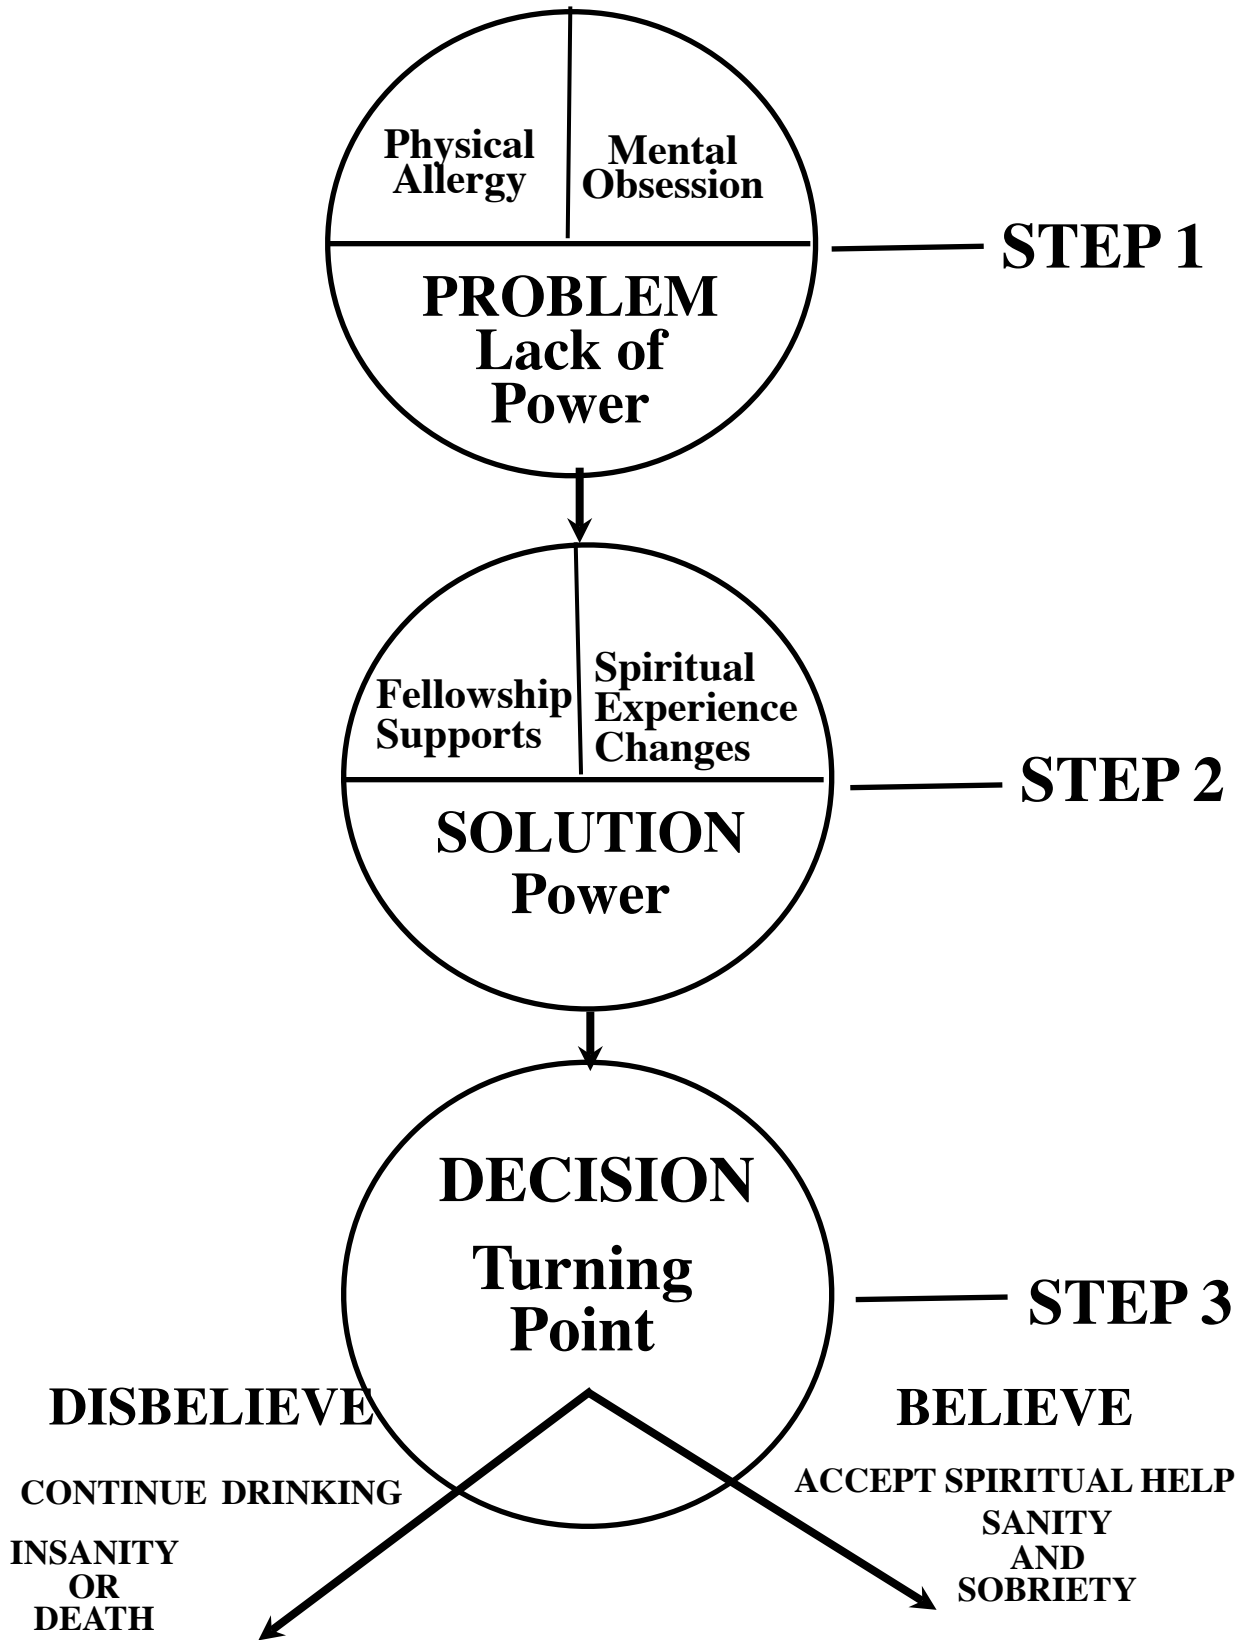 Physical
Allergy
Mental
Obsession
STEP 1
PROBLEM
Lack of
Power
Fellowship
Supports
Spiritual
Experience
Changes
STEP 2
SOLUTION
Power
DECISION
Turning
Point
STEP 3
DISBELIEVE
CONTINUE DRINKING
INSANITY
OR
DEATH
BELIEVE
ACCEPT SPIRITUAL HELP
SANITY
AND
SOBRIETY